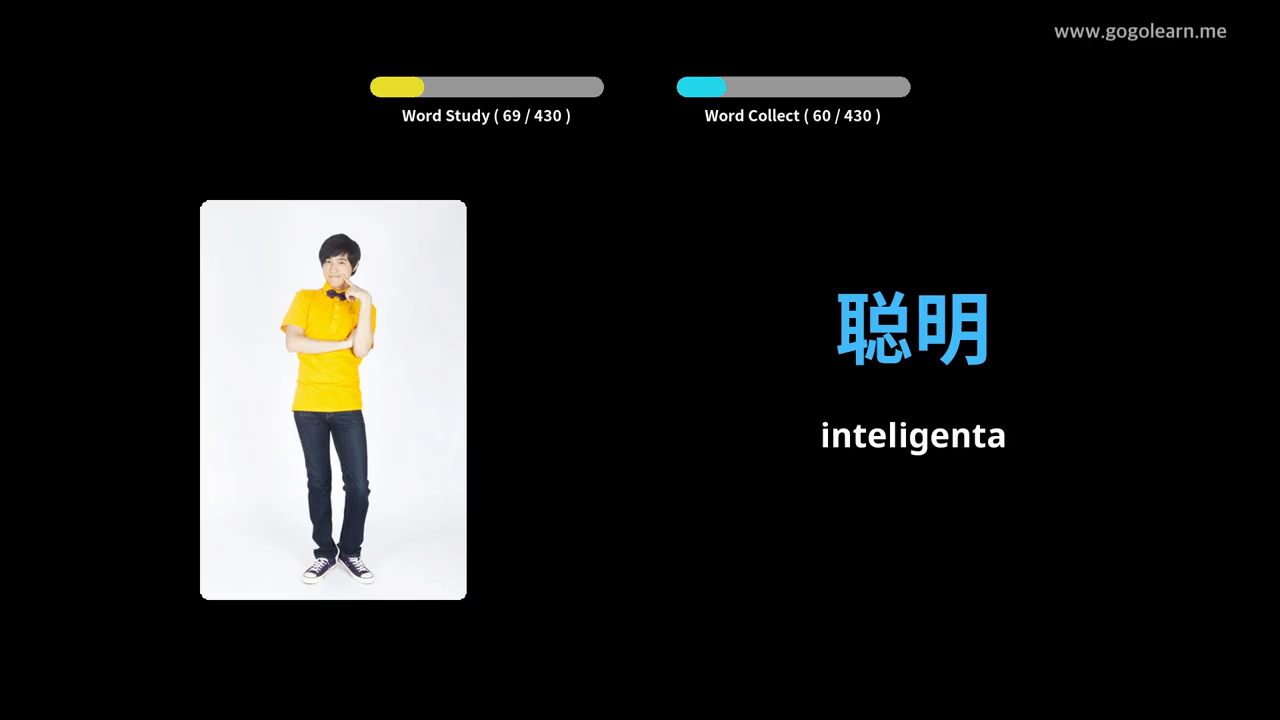 www.gogolearn.me
Word Study ( 69 / 430 )
Word Collect ( 60 / 430 )
聪明
inteligenta